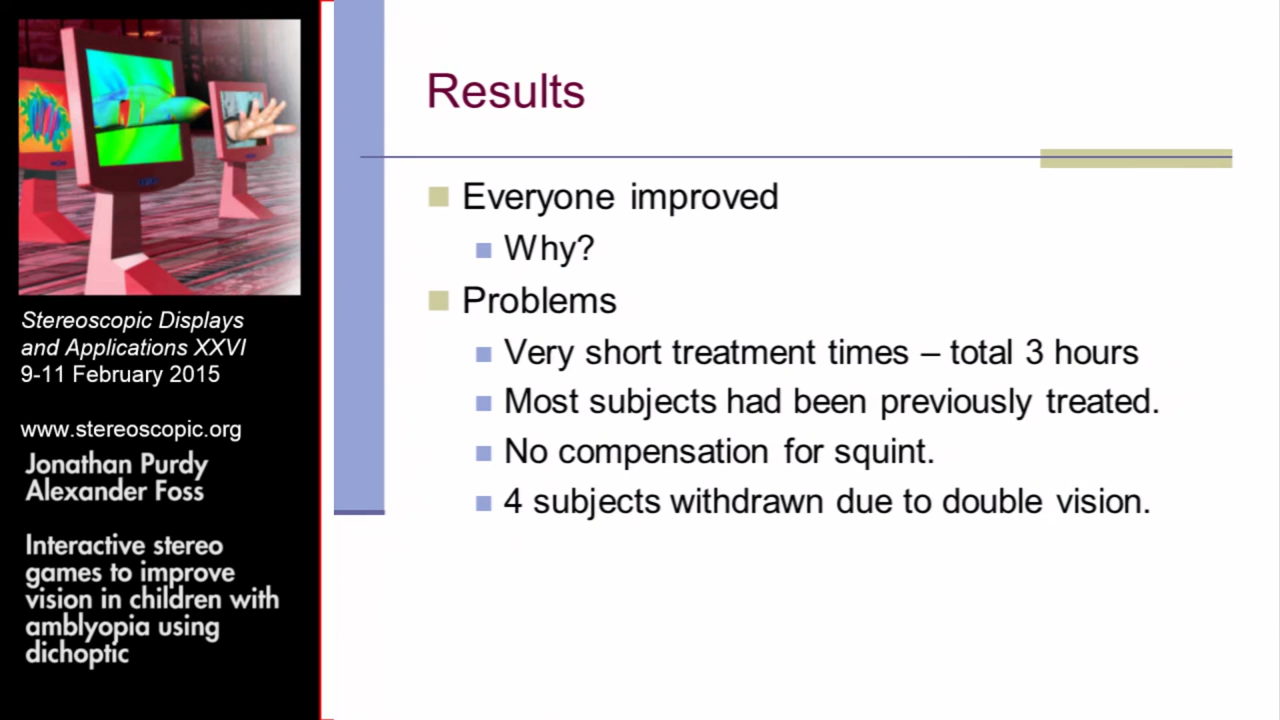 Stereoscopic Displays
and Applications XXVI
9-11 February 2015
www.stereoscopic.org
Jonathan Purdy
Alexander Foss
Interactive stereo
games to improve
vision in children with
amblyopia using
dichoptic
Results
Everyone improved
Why?
Problems
Very short treatment times – total 3 hours
Most subjects had been previously treated.
No compensation for squint.
4 subjects withdrawn due to double vision.